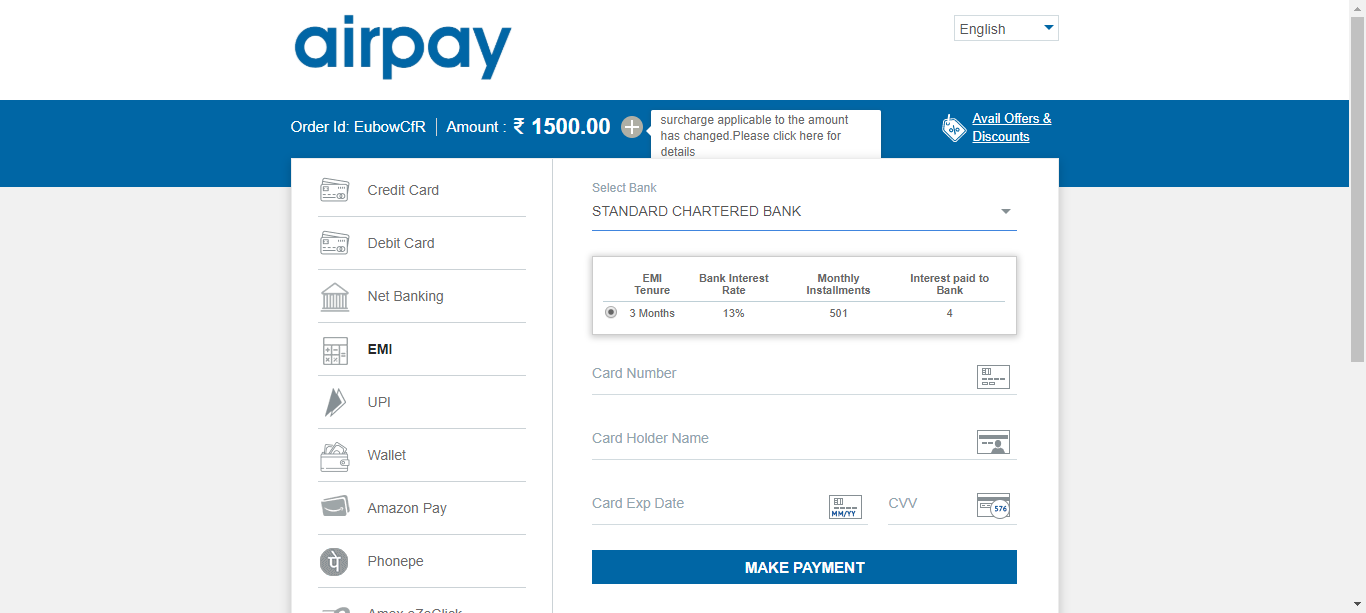 airpay
English
Order Id: EubowCfR | Amount : ₹ 1500.00
surcharge applicable to the amount
has changed.Please click here for
details
Avail Offers &
Discounts
Credit Card
Debit Card
Net Banking
EMI
UPI
Wallet
Amazon Pay
Phonepe
Amex eZeClick
Select Bank
STANDARD CHARTERED BANK
EMI Tenure Bank Interest Rate Monthly Installments Interest paid to Bank
3 Months 13% 501 4
Card Number
Card Holder Name
Card Exp Date
MM/YY
CVV
576
MAKE PAYMENT